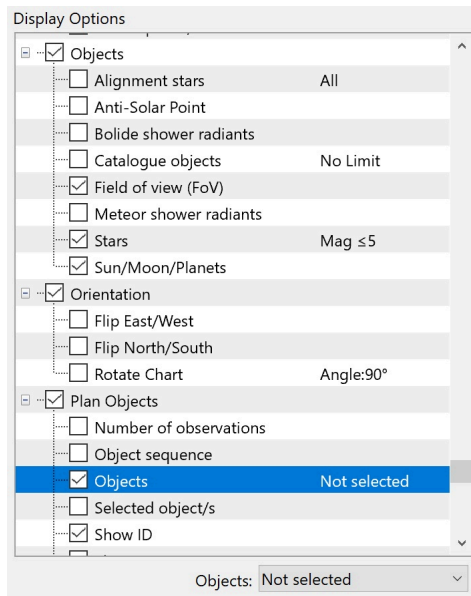 Display Options
Objects
Alignment stars All
Anti-Solar Point
Bolide shower radiants
Catalogue objects No Limit
Field of view (FoV)
Meteor shower radiants
Stars Mag ≤5
Sun/Moon/Planets
Orientation
Flip East/West
Flip North/South
Rotate Chart Angle:90°
Plan Objects
Number of observations
Object sequence
Objects Not selected
Selected object/s
Show ID
Objects: Not selected